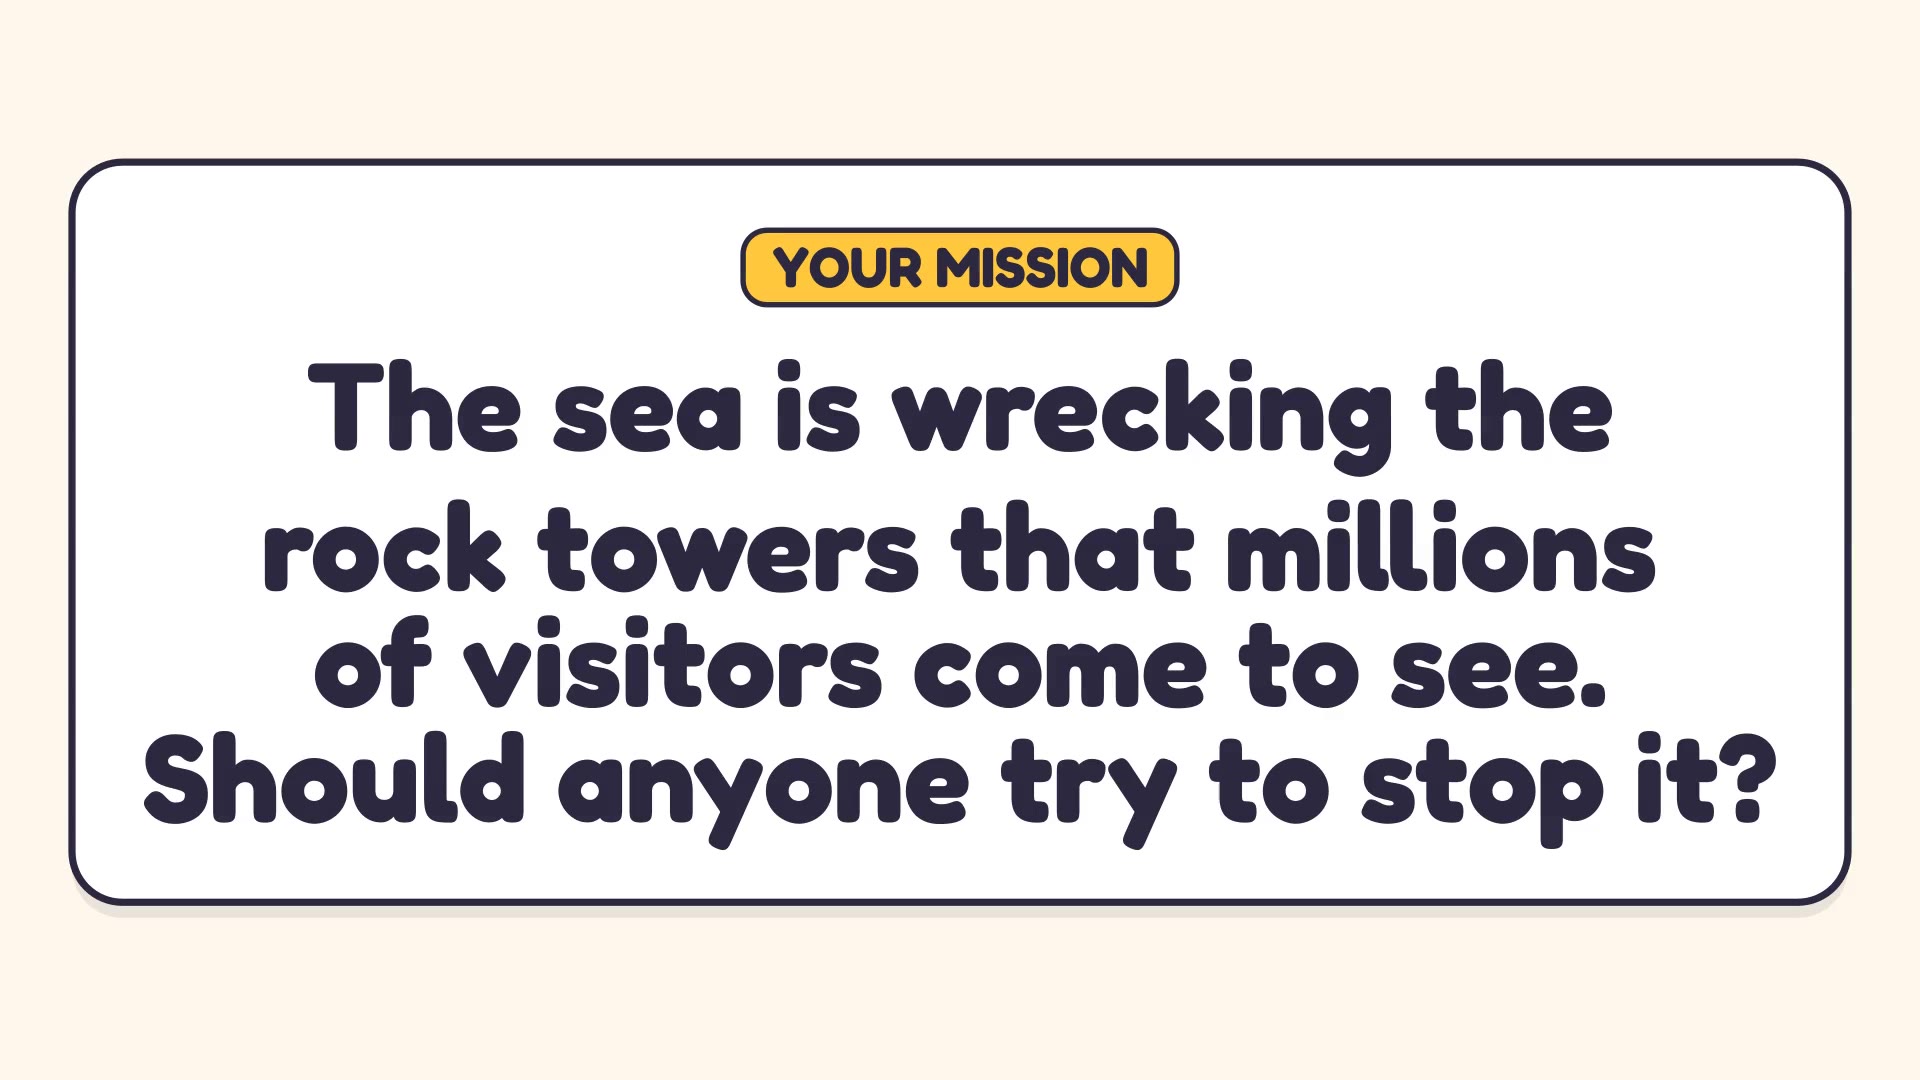 YOUR MISSION
The sea is wrecking the
rock towers that millions
of visitors come to see.
Should anyone try to stop it?